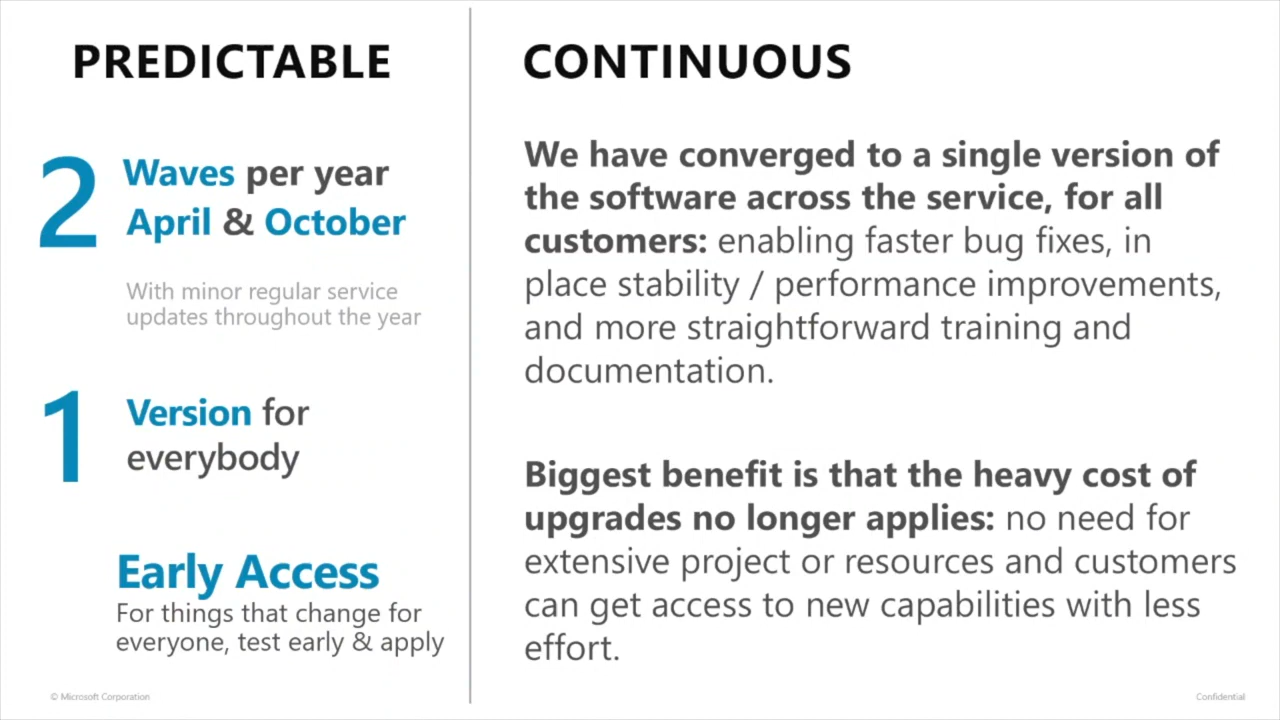 PREDICTABLE
2
Waves per year
April & October
With minor regular service
updates throughout the year
1
Version for
everybody
Early Access
For things that change for
everyone, test early & apply
© Microsoft Corporation
CONTINUOUS
We have converged to a single version of
the software across the service, for all
customers: enabling faster bug fixes, in
place stability / performance improvements,
and more straightforward training and
documentation.
Biggest benefit is that the heavy cost of
upgrades no longer applies: no need for
extensive project or resources and customers
can get access to new capabilities with less
effort.
Confidential